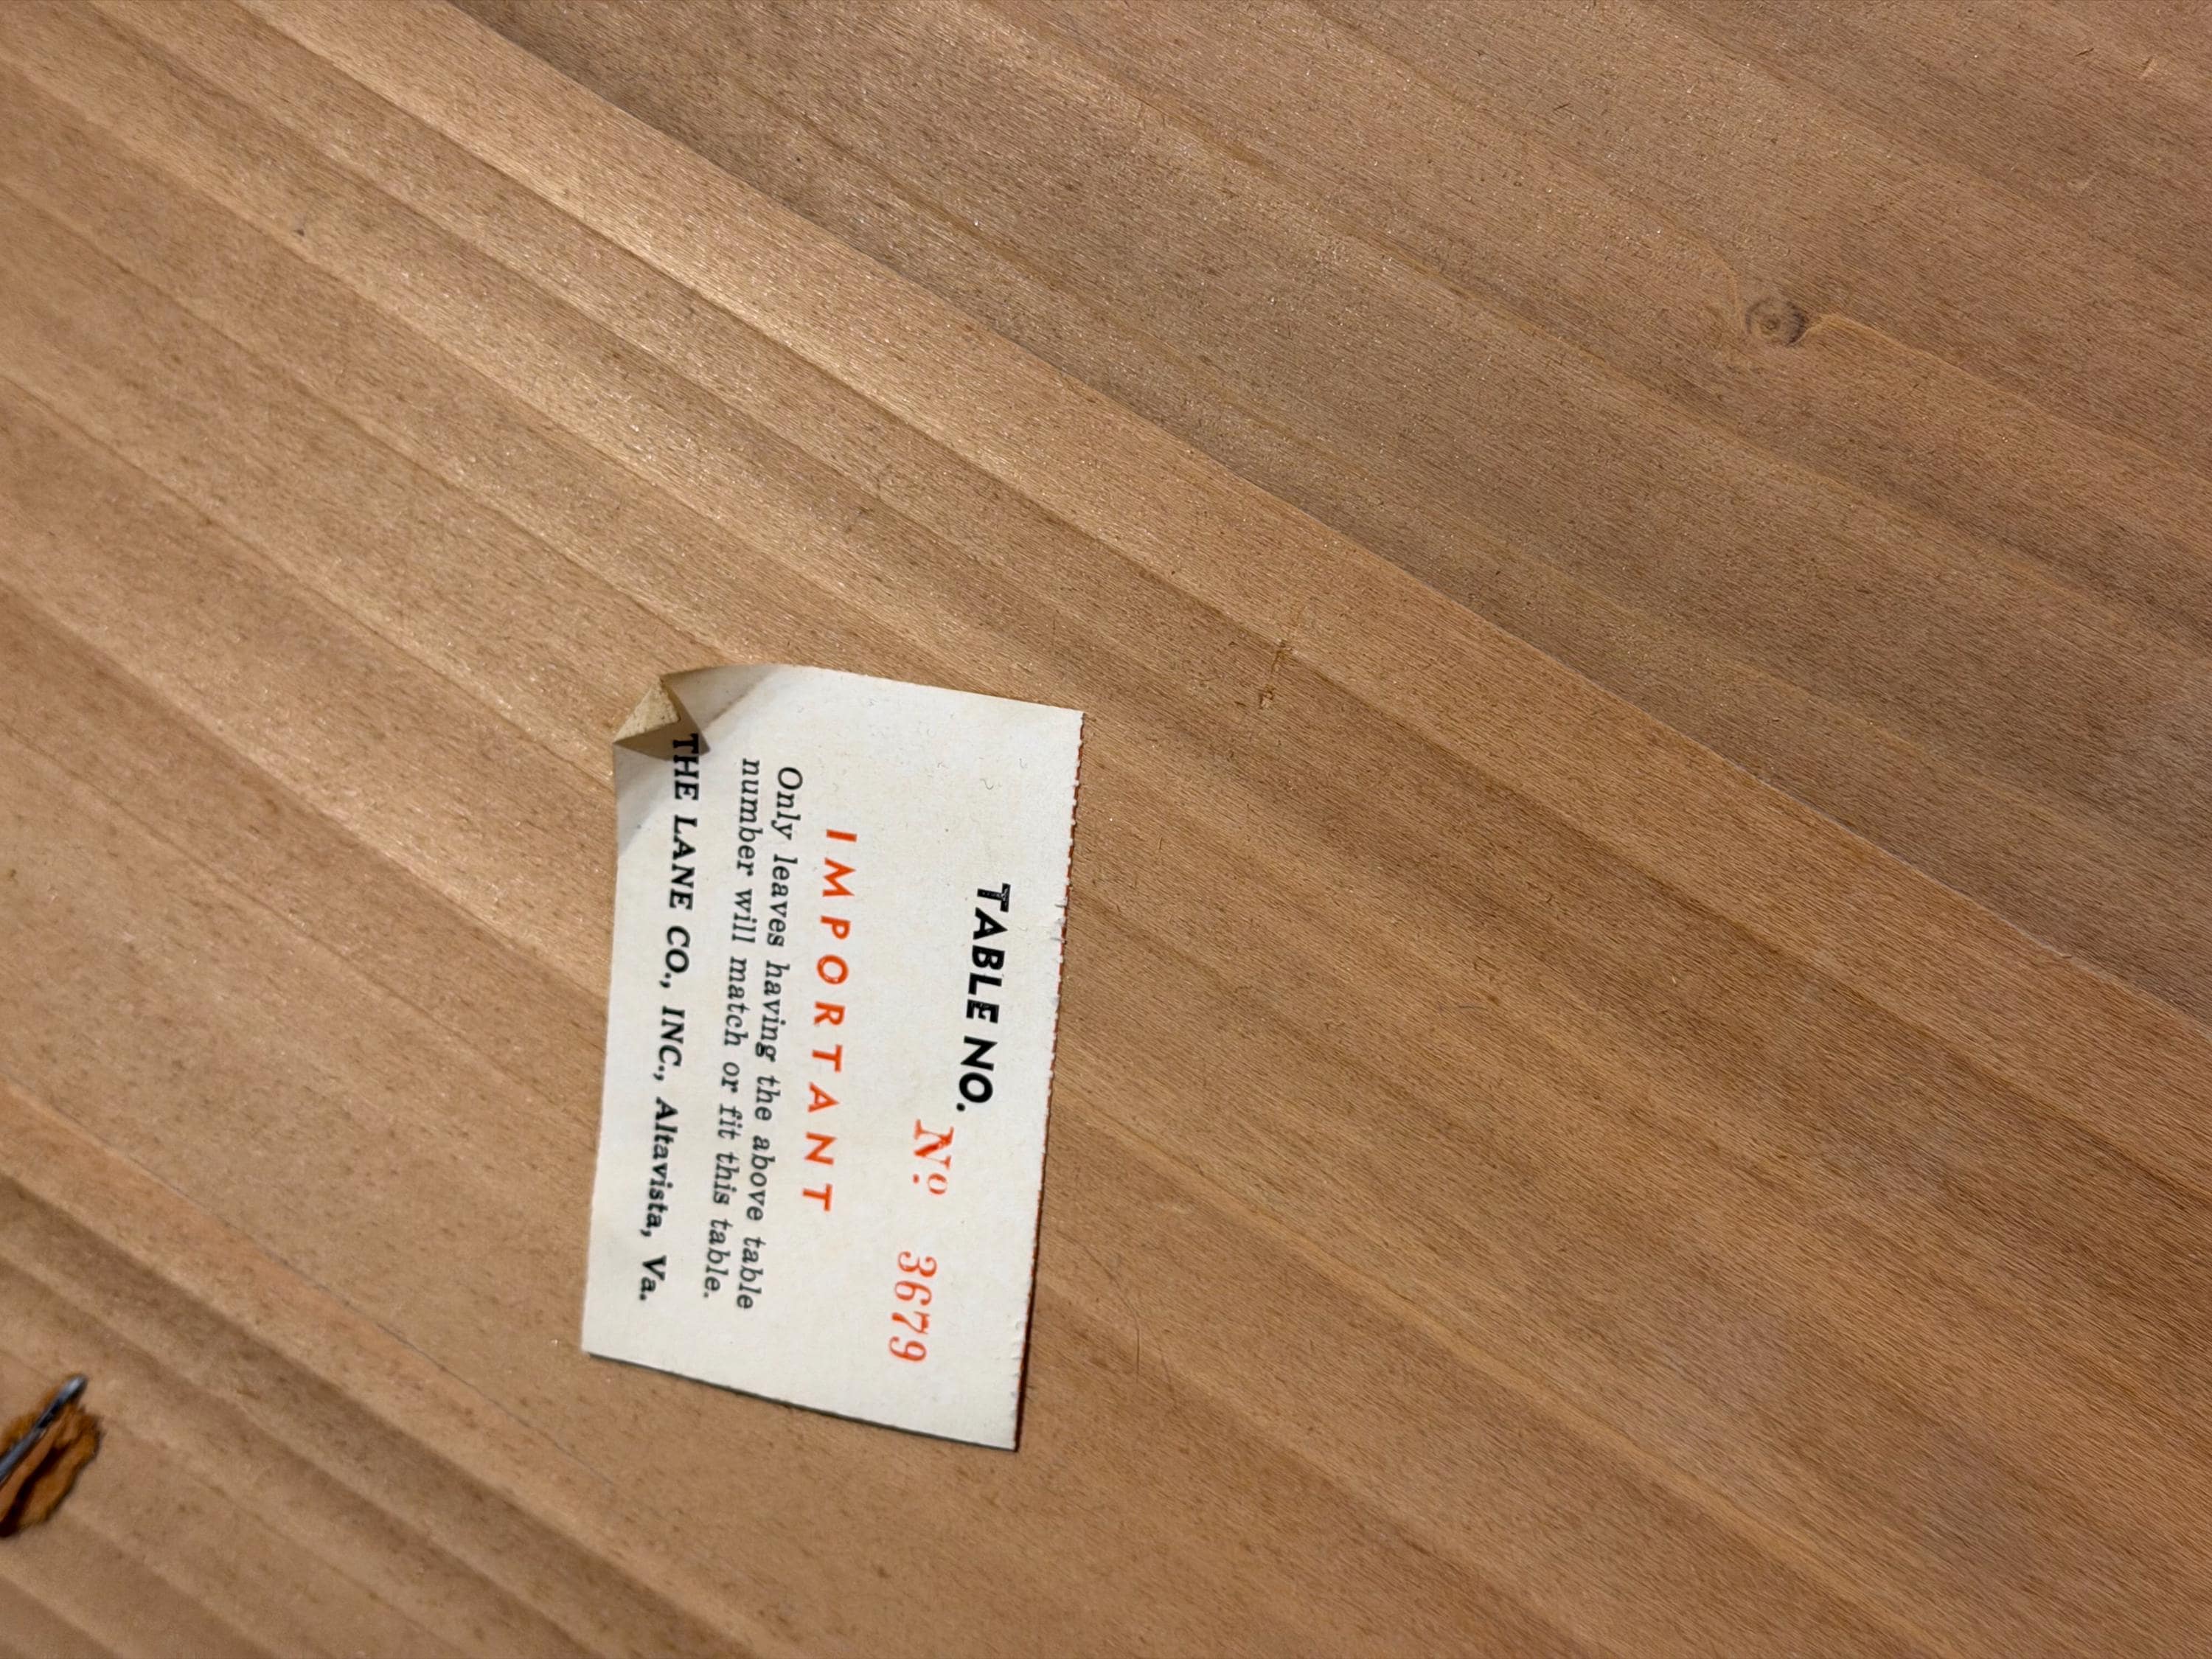 TABLE NO. Nº 3679
IMPORTANT
Only leaves having the above table
number will match or fit this table.
THE LANE CO., INC., Altavista, Va.